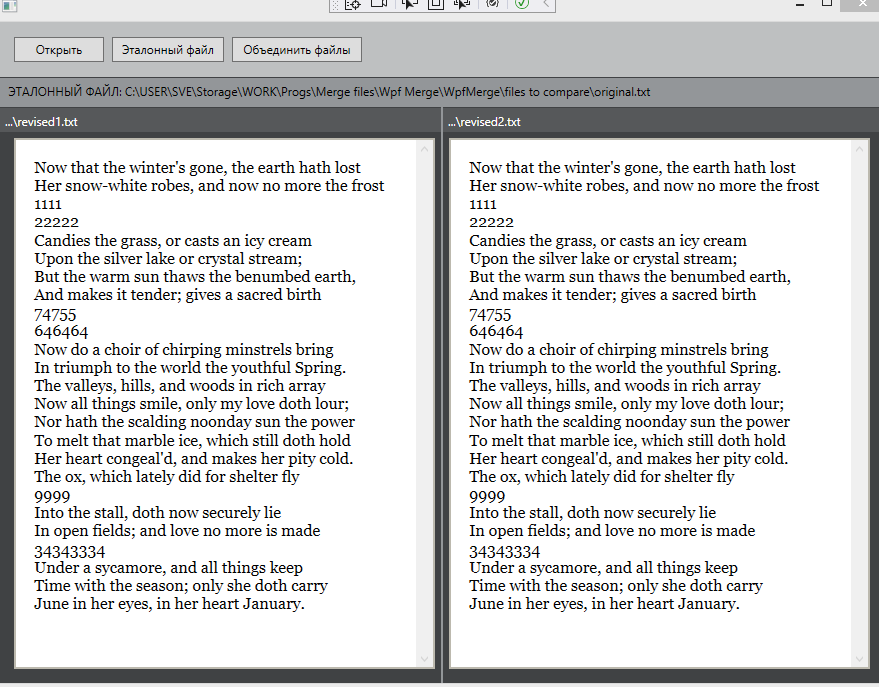 Открыть
Эталонный файл
Объединить файлы
ЭТАЛОННЫЙ ФАЙЛ: C:\USER\SVE\Storage\WORK\Progs\Merge files\Wpf Merge\WpfMerge\files to compare\original.txt
...\revised1.txt
Now that the winter's gone, the earth hath lost
Her snow-white robes, and now no more the frost
1111
22222
Candies the grass, or casts an icy cream
Upon the silver lake or crystal stream;
But the warm sun thaws the benumbed earth,
And makes it tender; gives a sacred birth
74755
646464
Now do a choir of chirping minstrels bring
In triumph to the world the youthful Spring.
The valleys, hills, and woods in rich array
Now all things smile, only my love doth lour;
Nor hath the scalding noonday sun the power
To melt that marble ice, which still doth hold
Her heart congeal'd, and makes her pity cold.
The ox, which lately did for shelter fly
9999
Into the stall, doth now securely lie
In open fields; and love no more is made
34343334
Under a sycamore, and all things keep
Time with the season; only she doth carry
June in her eyes, in her heart January.
...\revised2.txt
Now that the winter's gone, the earth hath lost
Her snow-white robes, and now no more the frost
1111
22222
Candies the grass, or casts an icy cream
Upon the silver lake or crystal stream;
But the warm sun thaws the benumbed earth,
And makes it tender; gives a sacred birth
74755
646464
Now do a choir of chirping minstrels bring
In triumph to the world the youthful Spring.
The valleys, hills, and woods in rich array
Now all things smile, only my love doth lour;
Nor hath the scalding noonday sun the power
To melt that marble ice, which still doth hold
Her heart congeal'd, and makes her pity cold.
The ox, which lately did for shelter fly
9999
Into the stall, doth now securely lie
In open fields; and love no more is made
34343334
Under a sycamore, and all things keep
Time with the season; only she doth carry
June in her eyes, in her heart January.